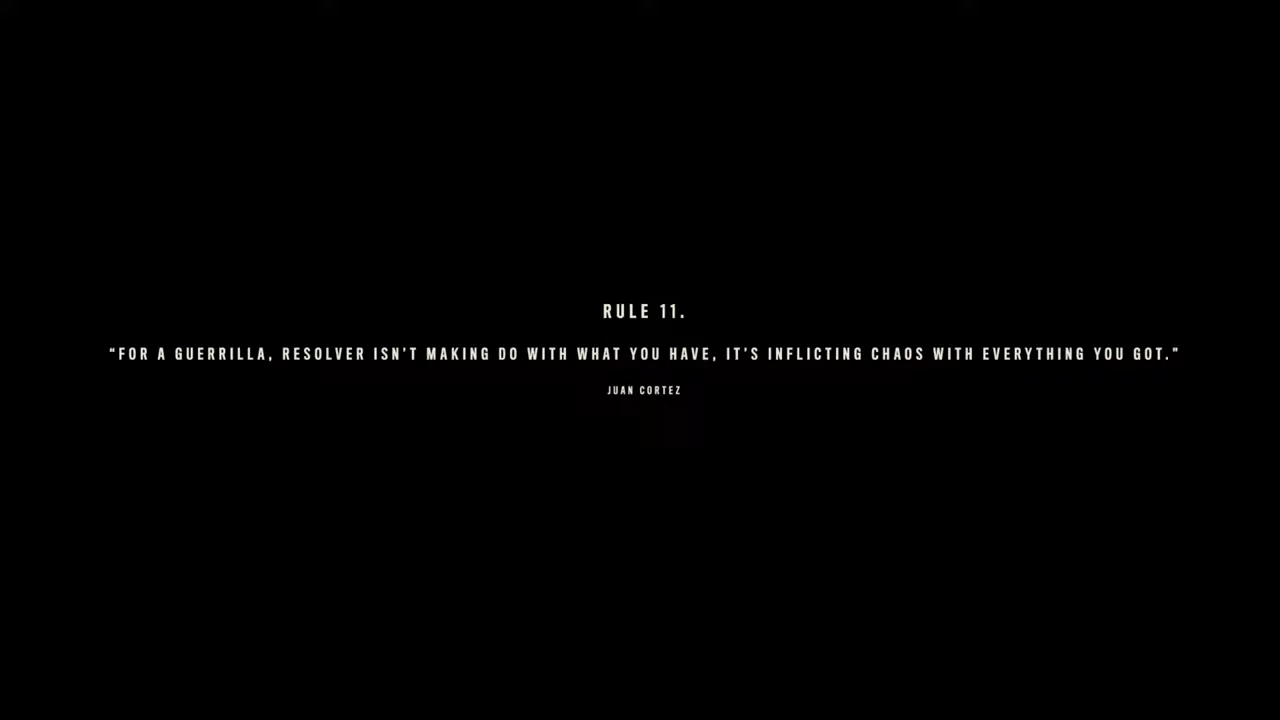 RULE 11.
“FOR A GUERRILLA, RESOLVER ISN’T MAKING DO WITH WHAT YOU HAVE, IT’S INFLICTING CHAOS WITH EVERYTHING YOU GOT.”
JUAN CORTEZ